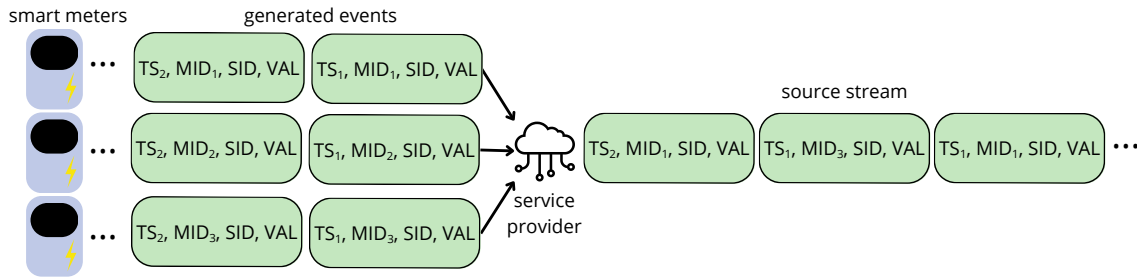 smart meters
generated events
... TS₂, MID₁, SID, VAL TS₁, MID₁, SID, VAL
source stream
... TS₂, MID₂, SID, VAL TS₁, MID₂, SID, VAL TS₂, MID₁, SID, VAL TS₁, MID₃, SID, VAL TS₁, MID₁, SID, VAL ...
service
provider
... TS₂, MID₃, SID, VAL TS₁, MID₃, SID, VAL